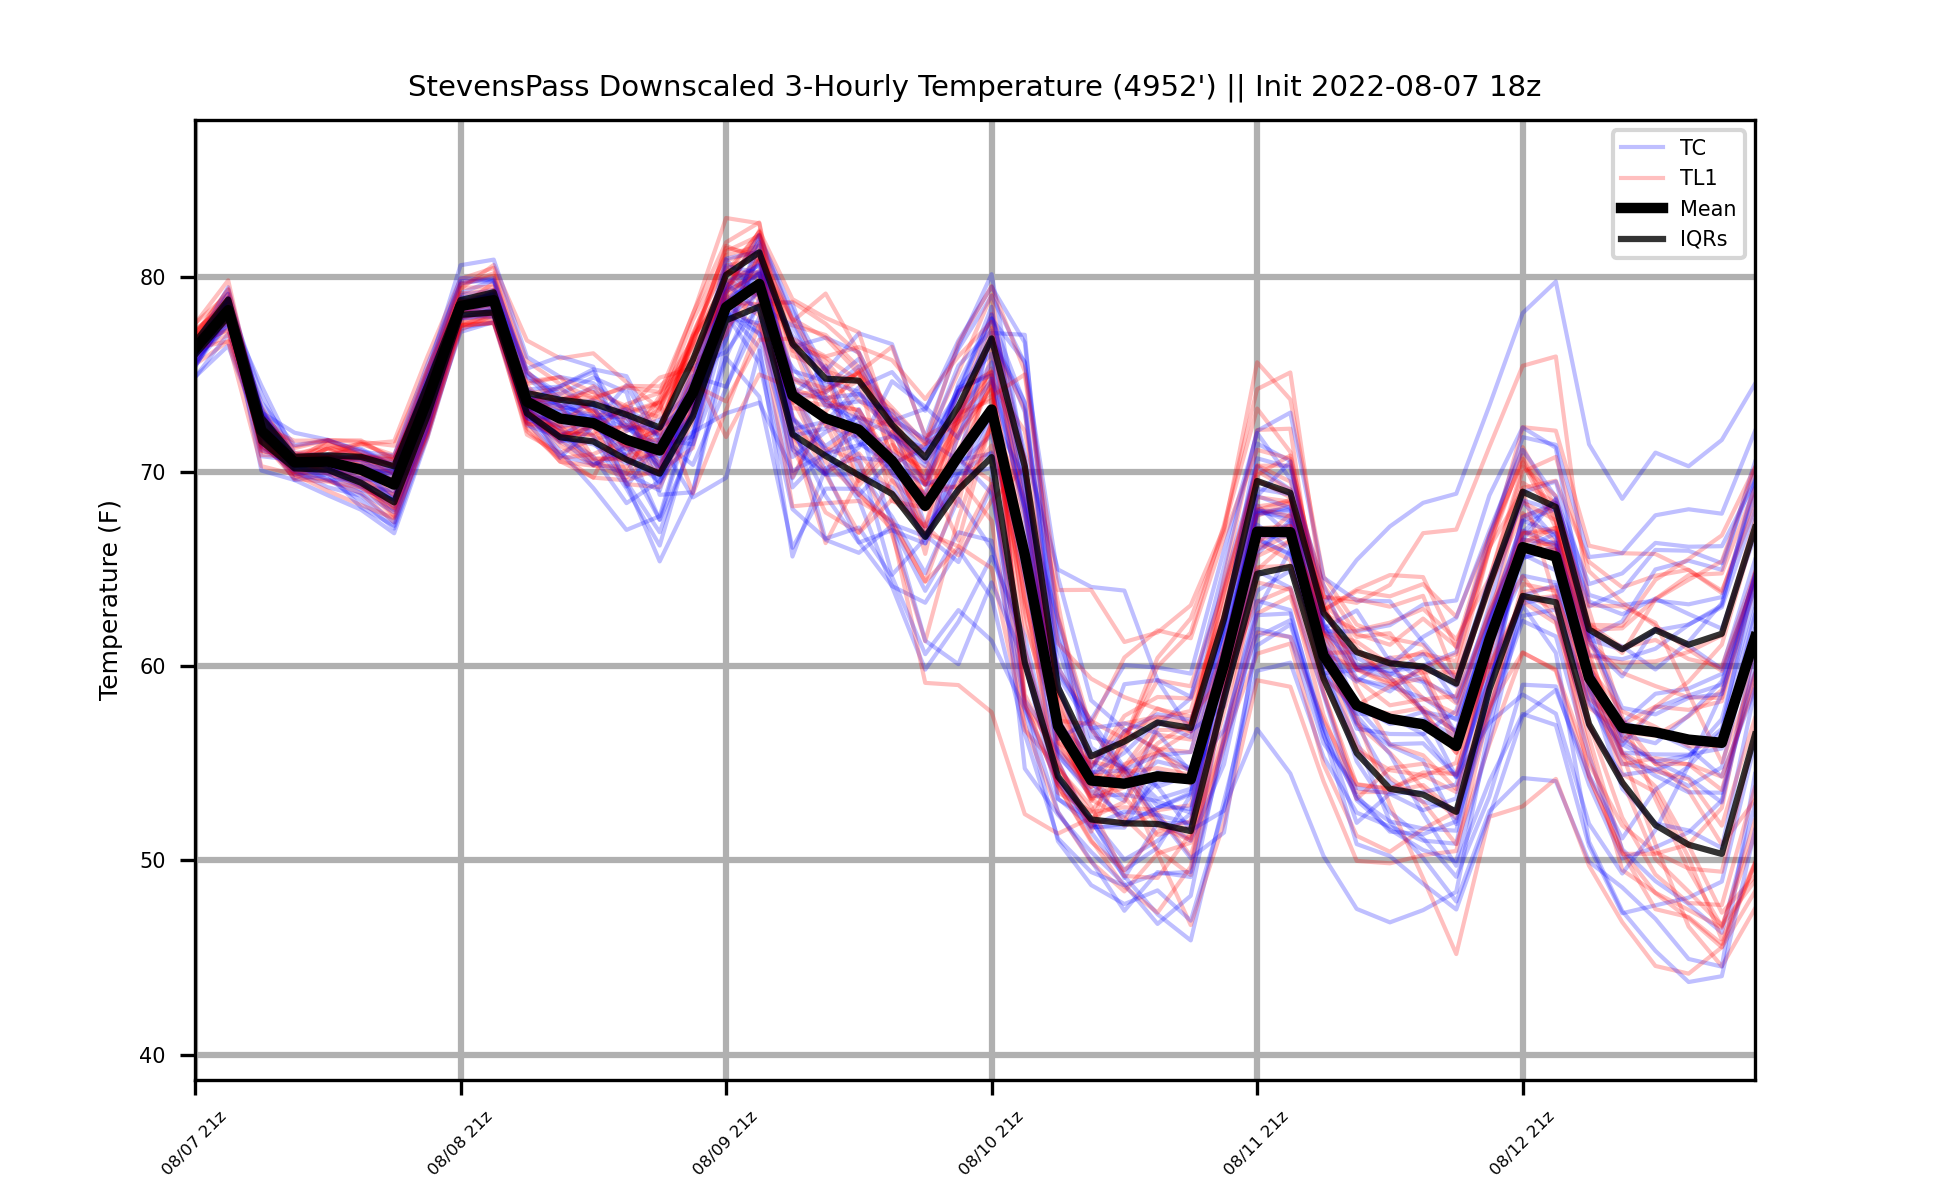 StevensPass Downscaled 3-Hourly Temperature (4952') || Init 2022-08-07 18z
TC
TL1
Mean
IQRs
Temperature (F)
80
70
60
50
40
08/07 21z
08/08 21z
08/09 21z
08/10 21z
08/11 21z
08/12 21z